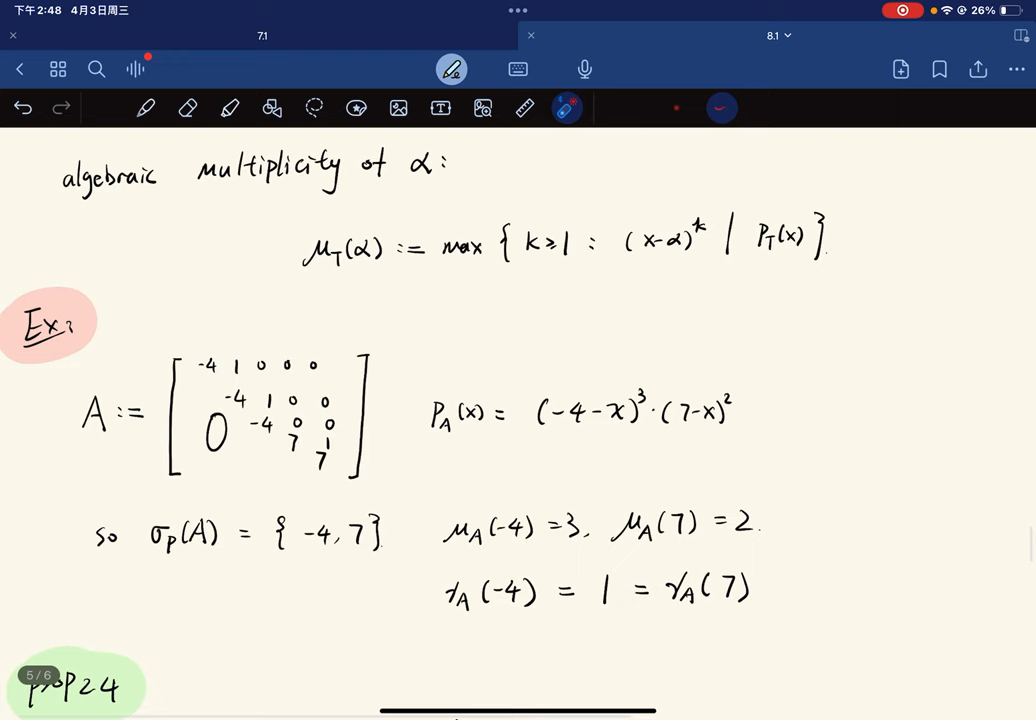 下午2:48 4月3日周三
26%
7.1
8.1
algebraic multiplicity of α:
μ_T(α) := max { k≥1 : (x-α)^k | P_T(x) }.
Ex:
A := [ -4 1 0 0 0
-4 1 0 0
0 -4 0 0
7 1
7 ]
P_A(x) = (-4-x)^3 · (7-x)^2
so σ_p(A) = { -4, 7 } μ_A(-4) = 3, μ_A(7) = 2.
γ_A(-4) = 1 = γ_A(7)
5/6
prop 24